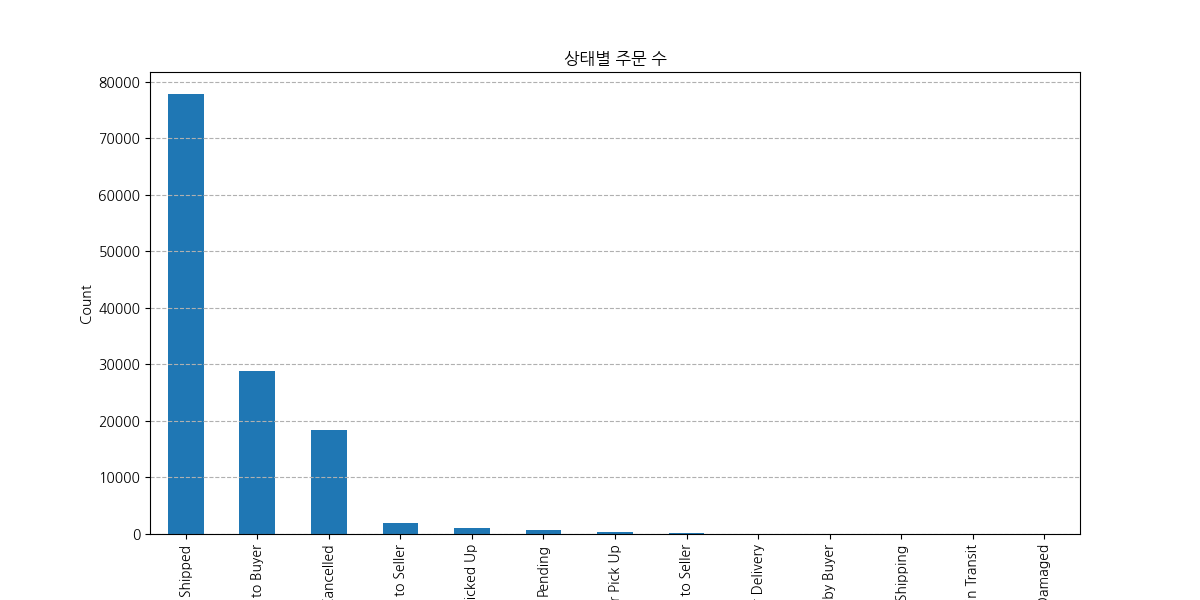 상태별 주문 수
Count
80000
70000
60000
50000
40000
30000
20000
10000
0
Shipped
to Buyer
ancelled
to Seller
icked Up
Pending
Pick Up
to Seller
Delivery
by Buyer
Shipping
n Transit
Damaged